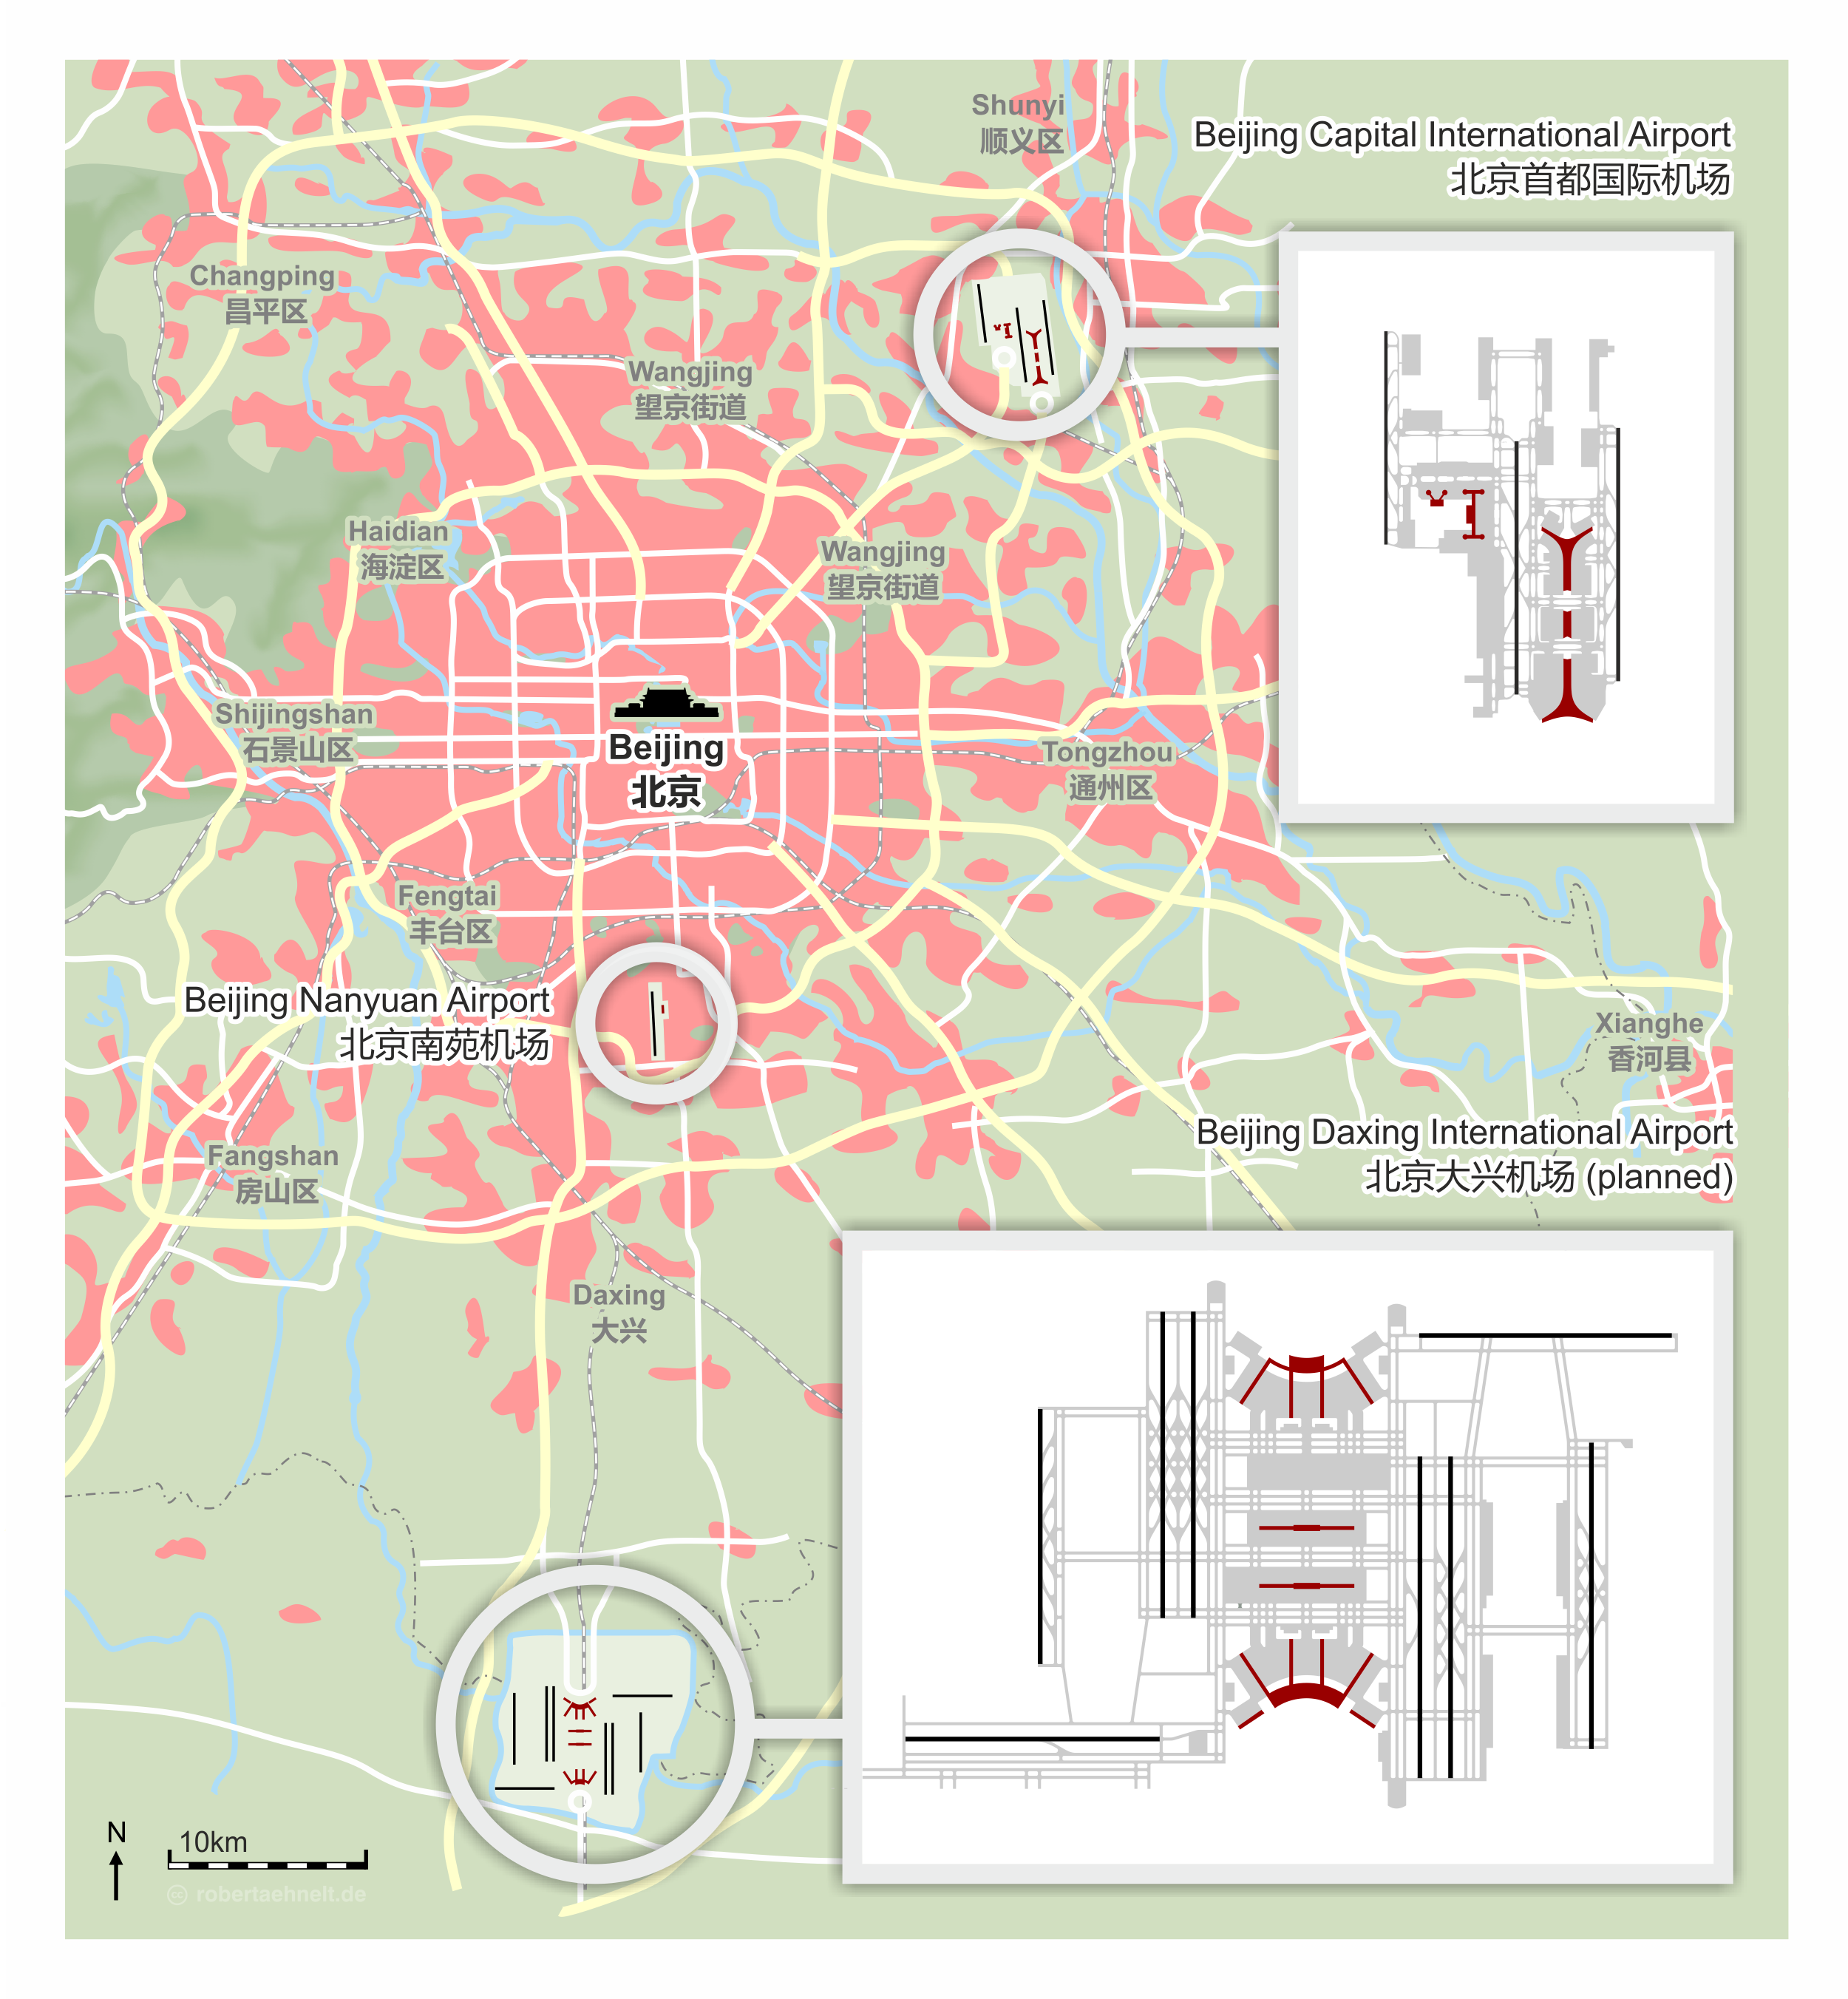 Shunyi
顺义区
Beijing Capital International Airport
北京首都国际机场
Changping
昌平区
Wangjing
望京街道
Haidian
海淀区
Wangjing
望京街道
Shijingshan
石景山区
Beijing
北京
Tongzhou
通州区
Fengtai
丰台区
Beijing Nanyuan Airport
北京南苑机场
Xianghe
香河县
Beijing Daxing International Airport
北京大兴机场 (planned)
Fangshan
房山区
Daxing
大兴
N
10km
cc robertaehnelt.de